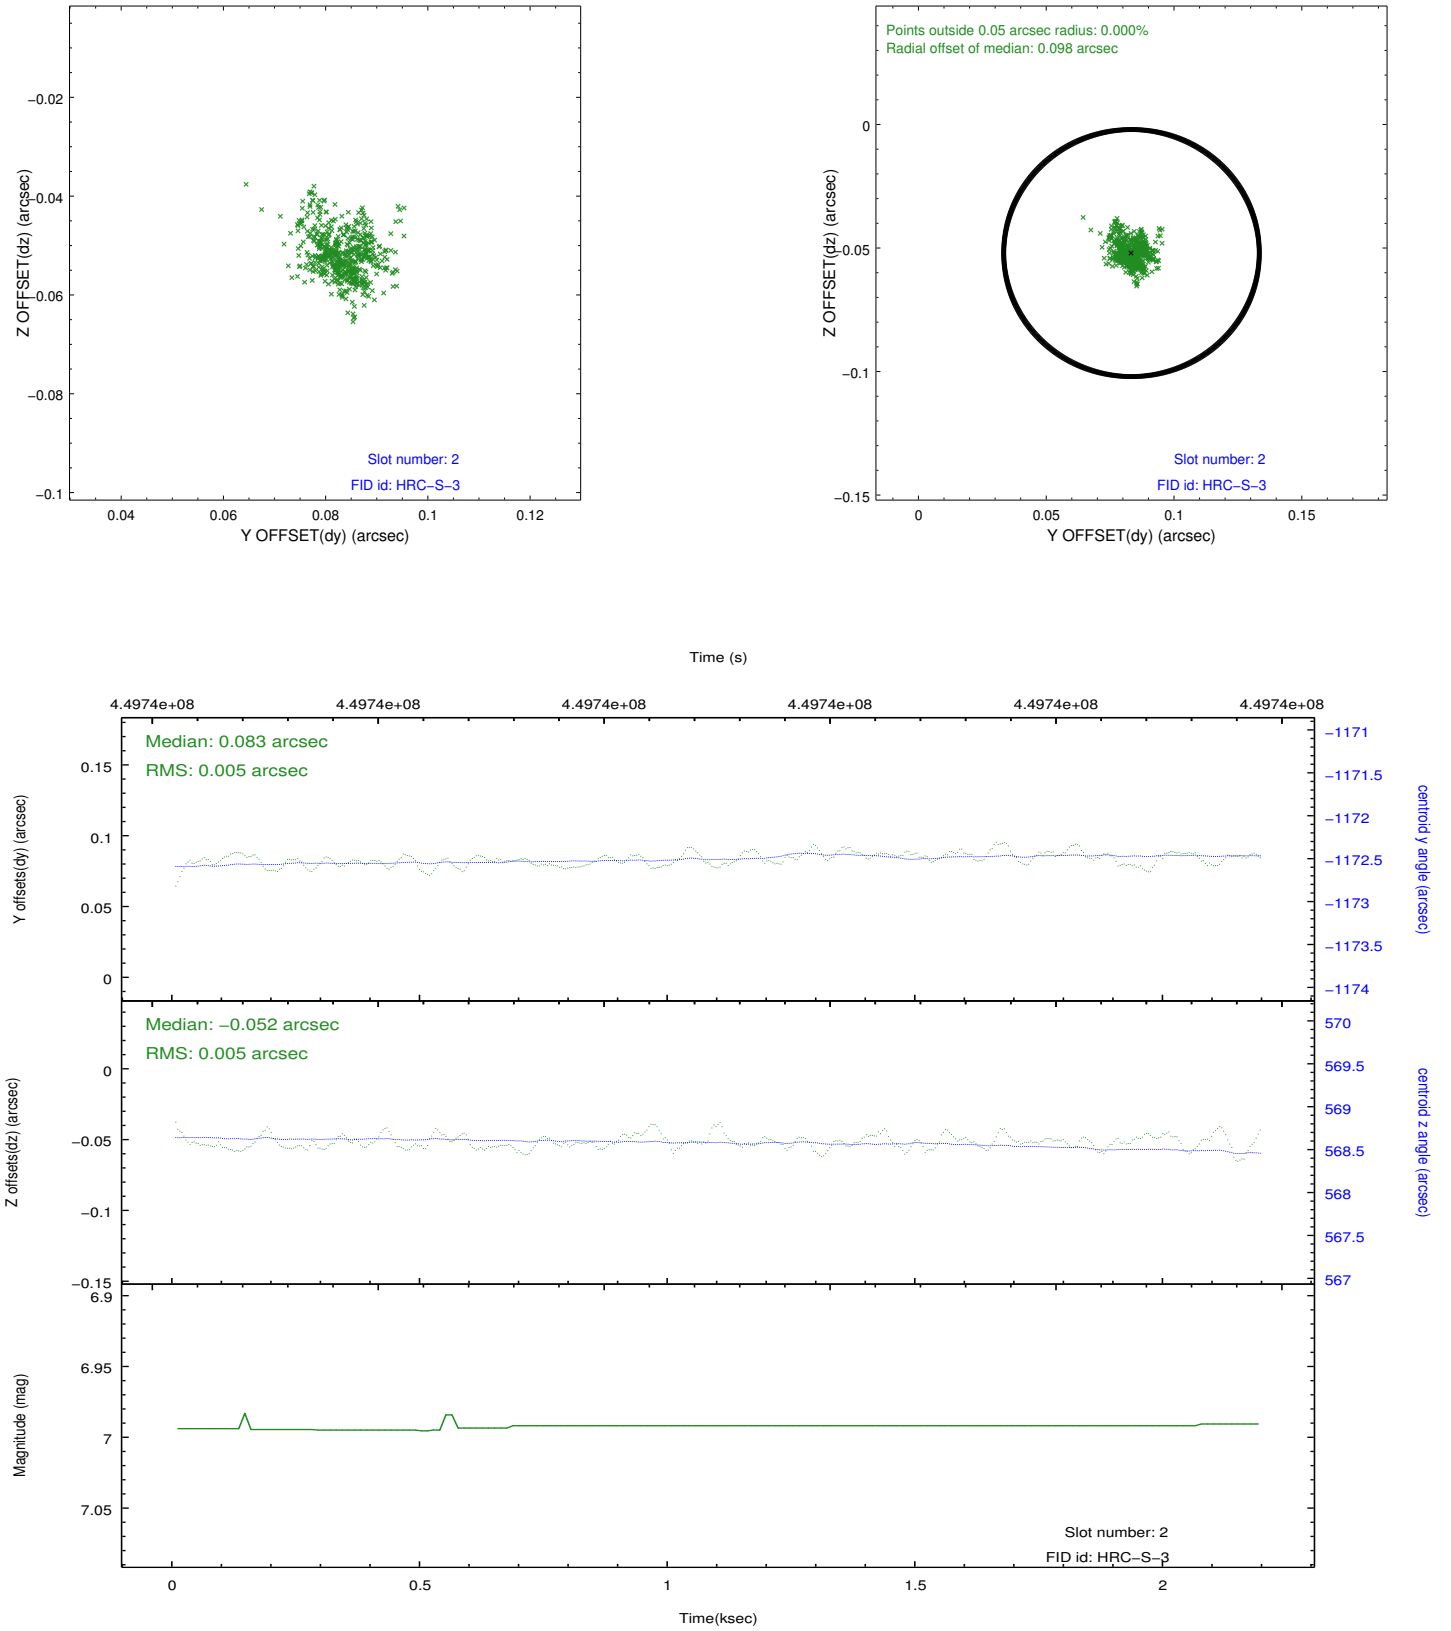 −0.02
−0.04
−0.06
−0.08
−0.1
Z OFFSET(dz) (arcsec)
Slot number: 2
FID id: HRC−S−3
0.04
0.06
0.08
0.1
0.12
Y OFFSET(dy) (arcsec)
Points outside 0.05 arcsec radius: 0.000%
Radial offset of median: 0.098 arcsec
0
−0.05
−0.1
−0.15
Z OFFSET(dz) (arcsec)
Slot number: 2
FID id: HRC−S−3
0
0.05
0.1
0.15
Y OFFSET(dy) (arcsec)
Time (s)
4.4974e+08
4.4974e+08
4.4974e+08
4.4974e+08
4.4974e+08
4.4974e+08
Median: 0.083 arcsec
RMS: 0.005 arcsec
0.15
0.1
0.05
0
Y offsets(dy) (arcsec)
−1171
−1171.5
−1172
−1172.5
−1173
−1173.5
−1174
centroid y angle (arcsec)
Median: −0.052 arcsec
RMS: 0.005 arcsec
0
−0.05
−0.1
−0.15
Z offsets(dz) (arcsec)
570
569.5
569
568.5
568
567.5
567
centroid z angle (arcsec)
6.9
6.95
7
7.05
Magnitude (mag)
Slot number: 2
FID id: HRC−S−3
0
0.5
1
1.5
2
Time(ksec)